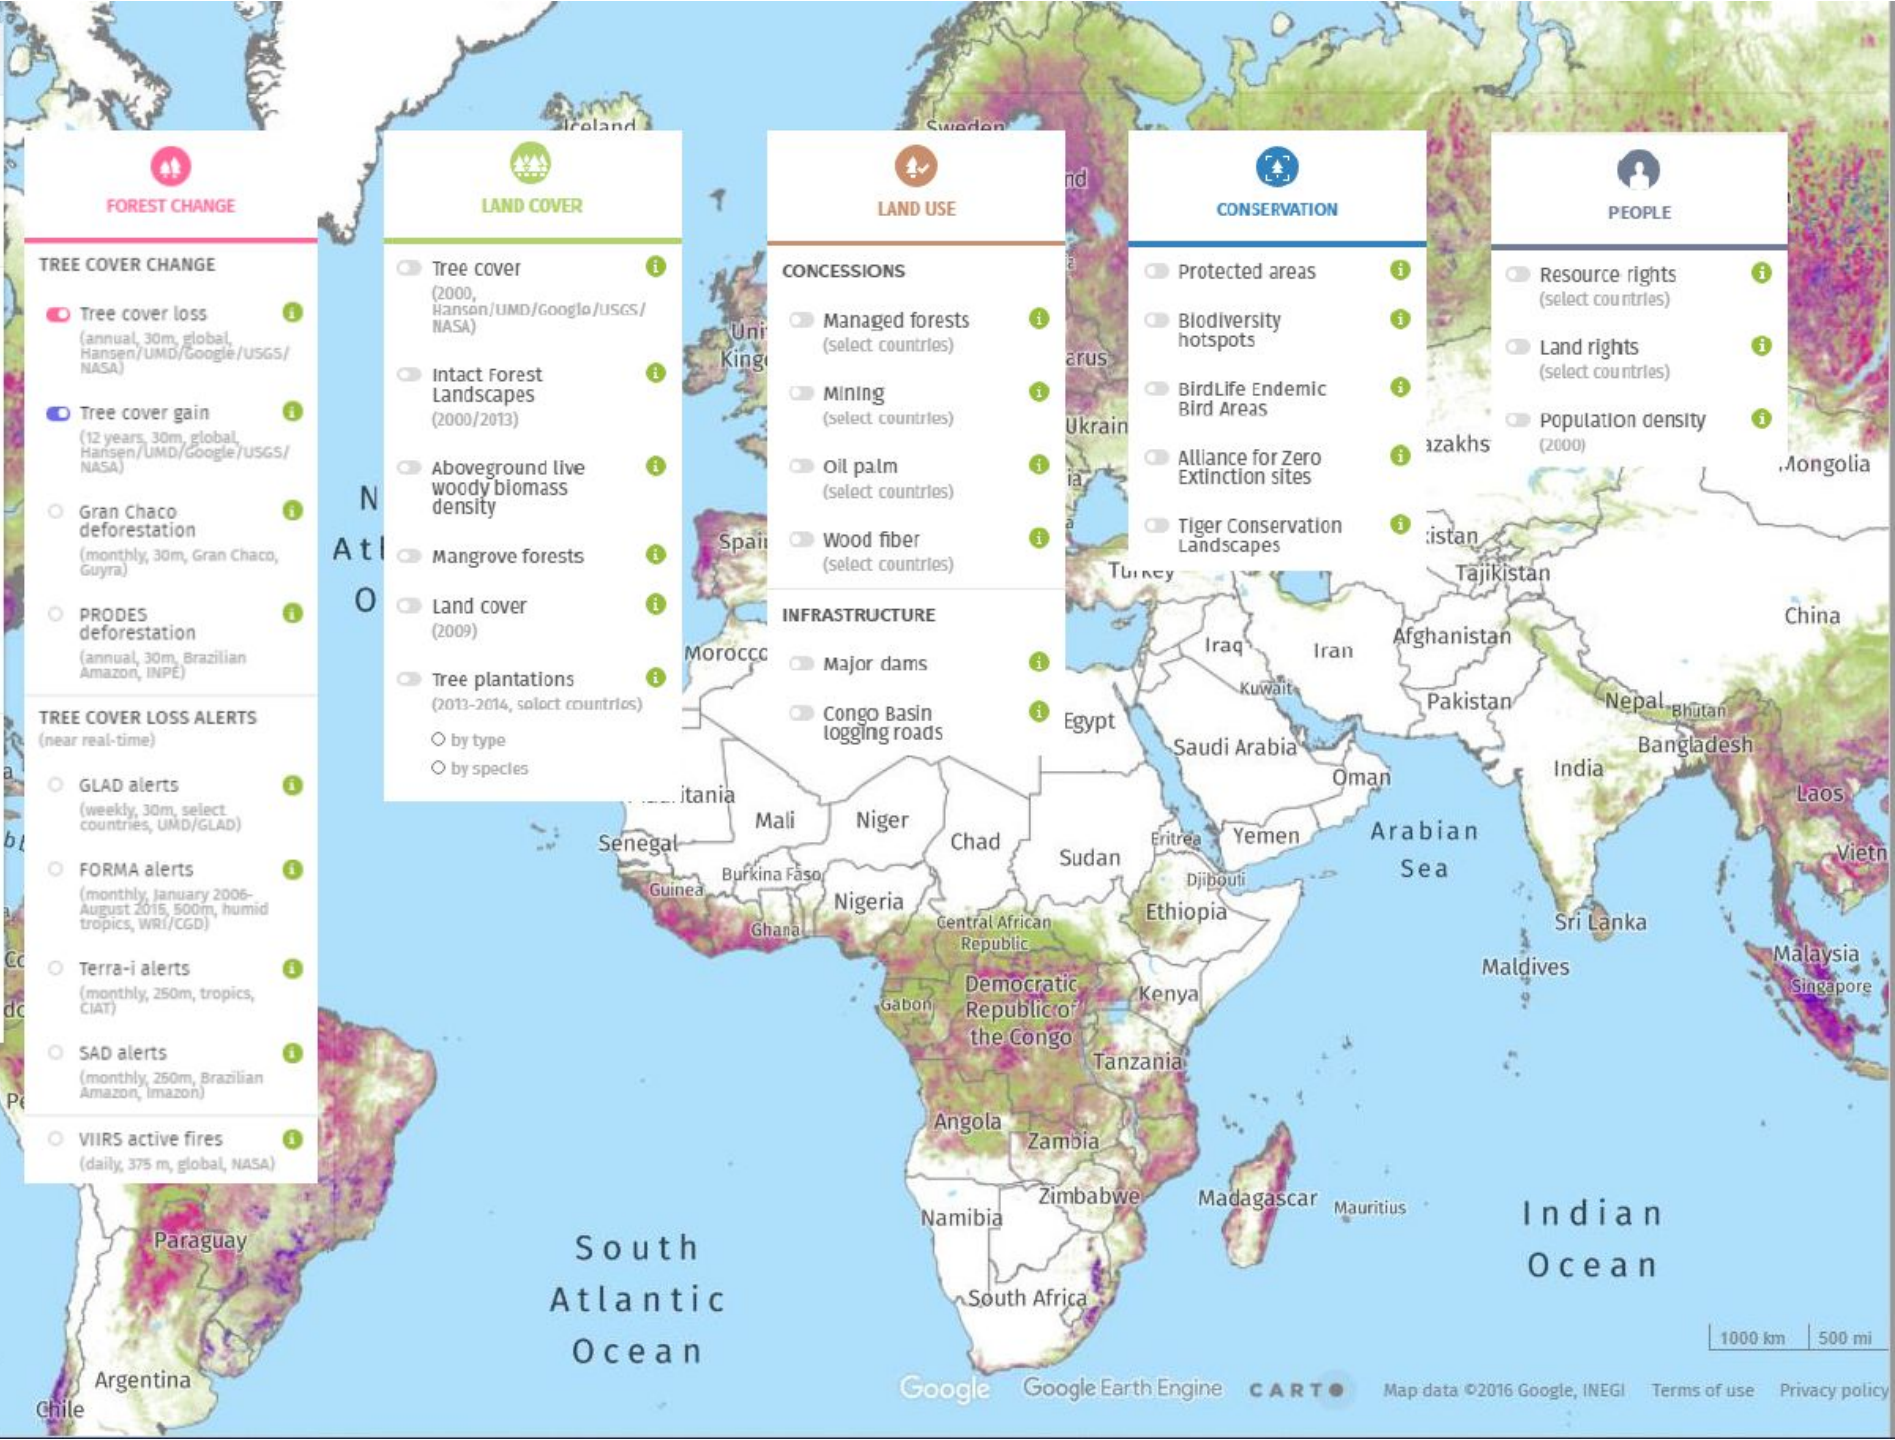 FOREST CHANGE
TREE COVER CHANGE
Tree cover loss
(annual, 30m, global,
Hansen/UMD/Google/USGS/
NASA)
Tree cover gain
(12 years, 30m, global,
Hansen/UMD/Google/USGS/
NASA)
Gran Chaco
deforestation
(monthly, 30m, Gran Chaco,
Guyra)
PRODES
deforestation
(annual, 30m, Brazilian
Amazon, INPE)
TREE COVER LOSS ALERTS
(near real-time)
GLAD alerts
(weekly, 30m, select
countries, UMD/GLAD)
FORMA alerts
(monthly, January 2006-
August 2015, 500m, humid
tropics, WRI/CGD)
Terra-i alerts
(monthly, 250m, tropics,
CIAT)
SAD alerts
(monthly, 250m, Brazilian
Amazon, Imazon)
VIIRS active fires
(daily, 375 m, global, NASA)
LAND COVER
Tree cover
(2000,
Hansen/UMD/Google/USGS/
NASA)
Intact Forest
Landscapes
(2000/2013)
Aboveground live
woody biomass
density
Mangrove forests
Land cover
(2009)
Tree plantations
(2013-2014, select countries)
by type
by species
LAND USE
CONCESSIONS
Managed forests
(select countries)
Mining
(select countries)
Oil palm
(select countries)
Wood fiber
(select countries)
INFRASTRUCTURE
Major dams
Congo Basin
logging roads
CONSERVATION
Protected areas
Biodiversity
hotspots
BirdLife Endemic
Bird Areas
Alliance for Zero
Extinction sites
Tiger Conservation
Landscapes
PEOPLE
Resource rights
(select countries)
Land rights
(select countries)
Population density
(2000)
Iceland
Sweden
nd
Uni
King
arus
Ukrain
azakhs
Mongolia
N
Atl
O
Spai
ia
Turkey
kistan
Tajikistan
China
Morocco
Iraq
Iran
Afghanistan
Kuwait
Pakistan
Nepal
Bhutan
Egypt
Saudi Arabia
Bangladesh
India
Oman
Laos
itania
Mali
Niger
Chad
Sudan
Eritrea
Yemen
Arabian
Sea
Senegal
Vietn
Burkina Faso
Guinea
Nigeria
Djibouti
Ethiopia
Ghana
Central African
Republic
Sri Lanka
Maldives
Malaysia
Singapore
Democratic
Republic of
the Congo
Gabon
Kenya
Tanzania
Angola
Zambia
Zimbabwe
Madagascar
Mauritius
Namibia
Indian
Ocean
South
Atlantic
Ocean
South Africa
Paraguay
Argentina
Chile
1000 km
500 mi
Google
Google Earth Engine
CARTO
Map data ©2016 Google, INEGI
Terms of use
Privacy policy